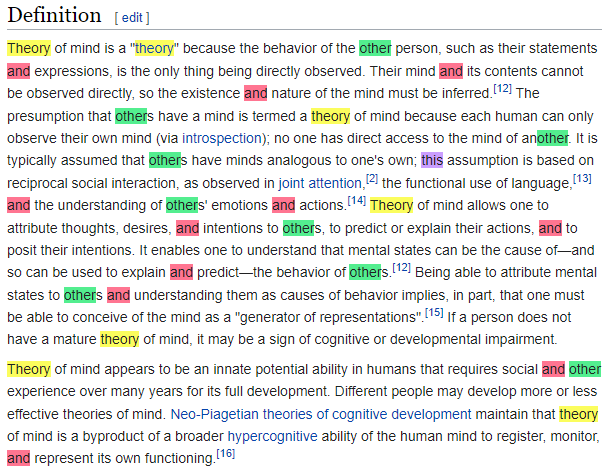 Definition [ edit ]
Theory of mind is a "theory" because the behavior of the other person, such as their statements
and expressions, is the only thing being directly observed. Their mind and its contents cannot
be observed directly, so the existence and nature of the mind must be inferred.[12] The
presumption that others have a mind is termed a theory of mind because each human can only
observe their own mind (via introspection); no one has direct access to the mind of another. It is
typically assumed that others have minds analogous to one's own; this assumption is based on
reciprocal social interaction, as observed in joint attention,[2] the functional use of language,[13]
and the understanding of others' emotions and actions.[14] Theory of mind allows one to
attribute thoughts, desires, and intentions to others, to predict or explain their actions, and to
posit their intentions. It enables one to understand that mental states can be the cause of—and
so can be used to explain and predict—the behavior of others.[12] Being able to attribute mental
states to others and understanding them as causes of behavior implies, in part, that one must
be able to conceive of the mind as a "generator of representations".[15] If a person does not
have a mature theory of mind, it may be a sign of cognitive or developmental impairment.
Theory of mind appears to be an innate potential ability in humans that requires social and other
experience over many years for its full development. Different people may develop more or less
effective theories of mind. Neo-Piagetian theories of cognitive development maintain that theory
of mind is a byproduct of a broader hypercognitive ability of the human mind to register, monitor,
and represent its own functioning.[16]